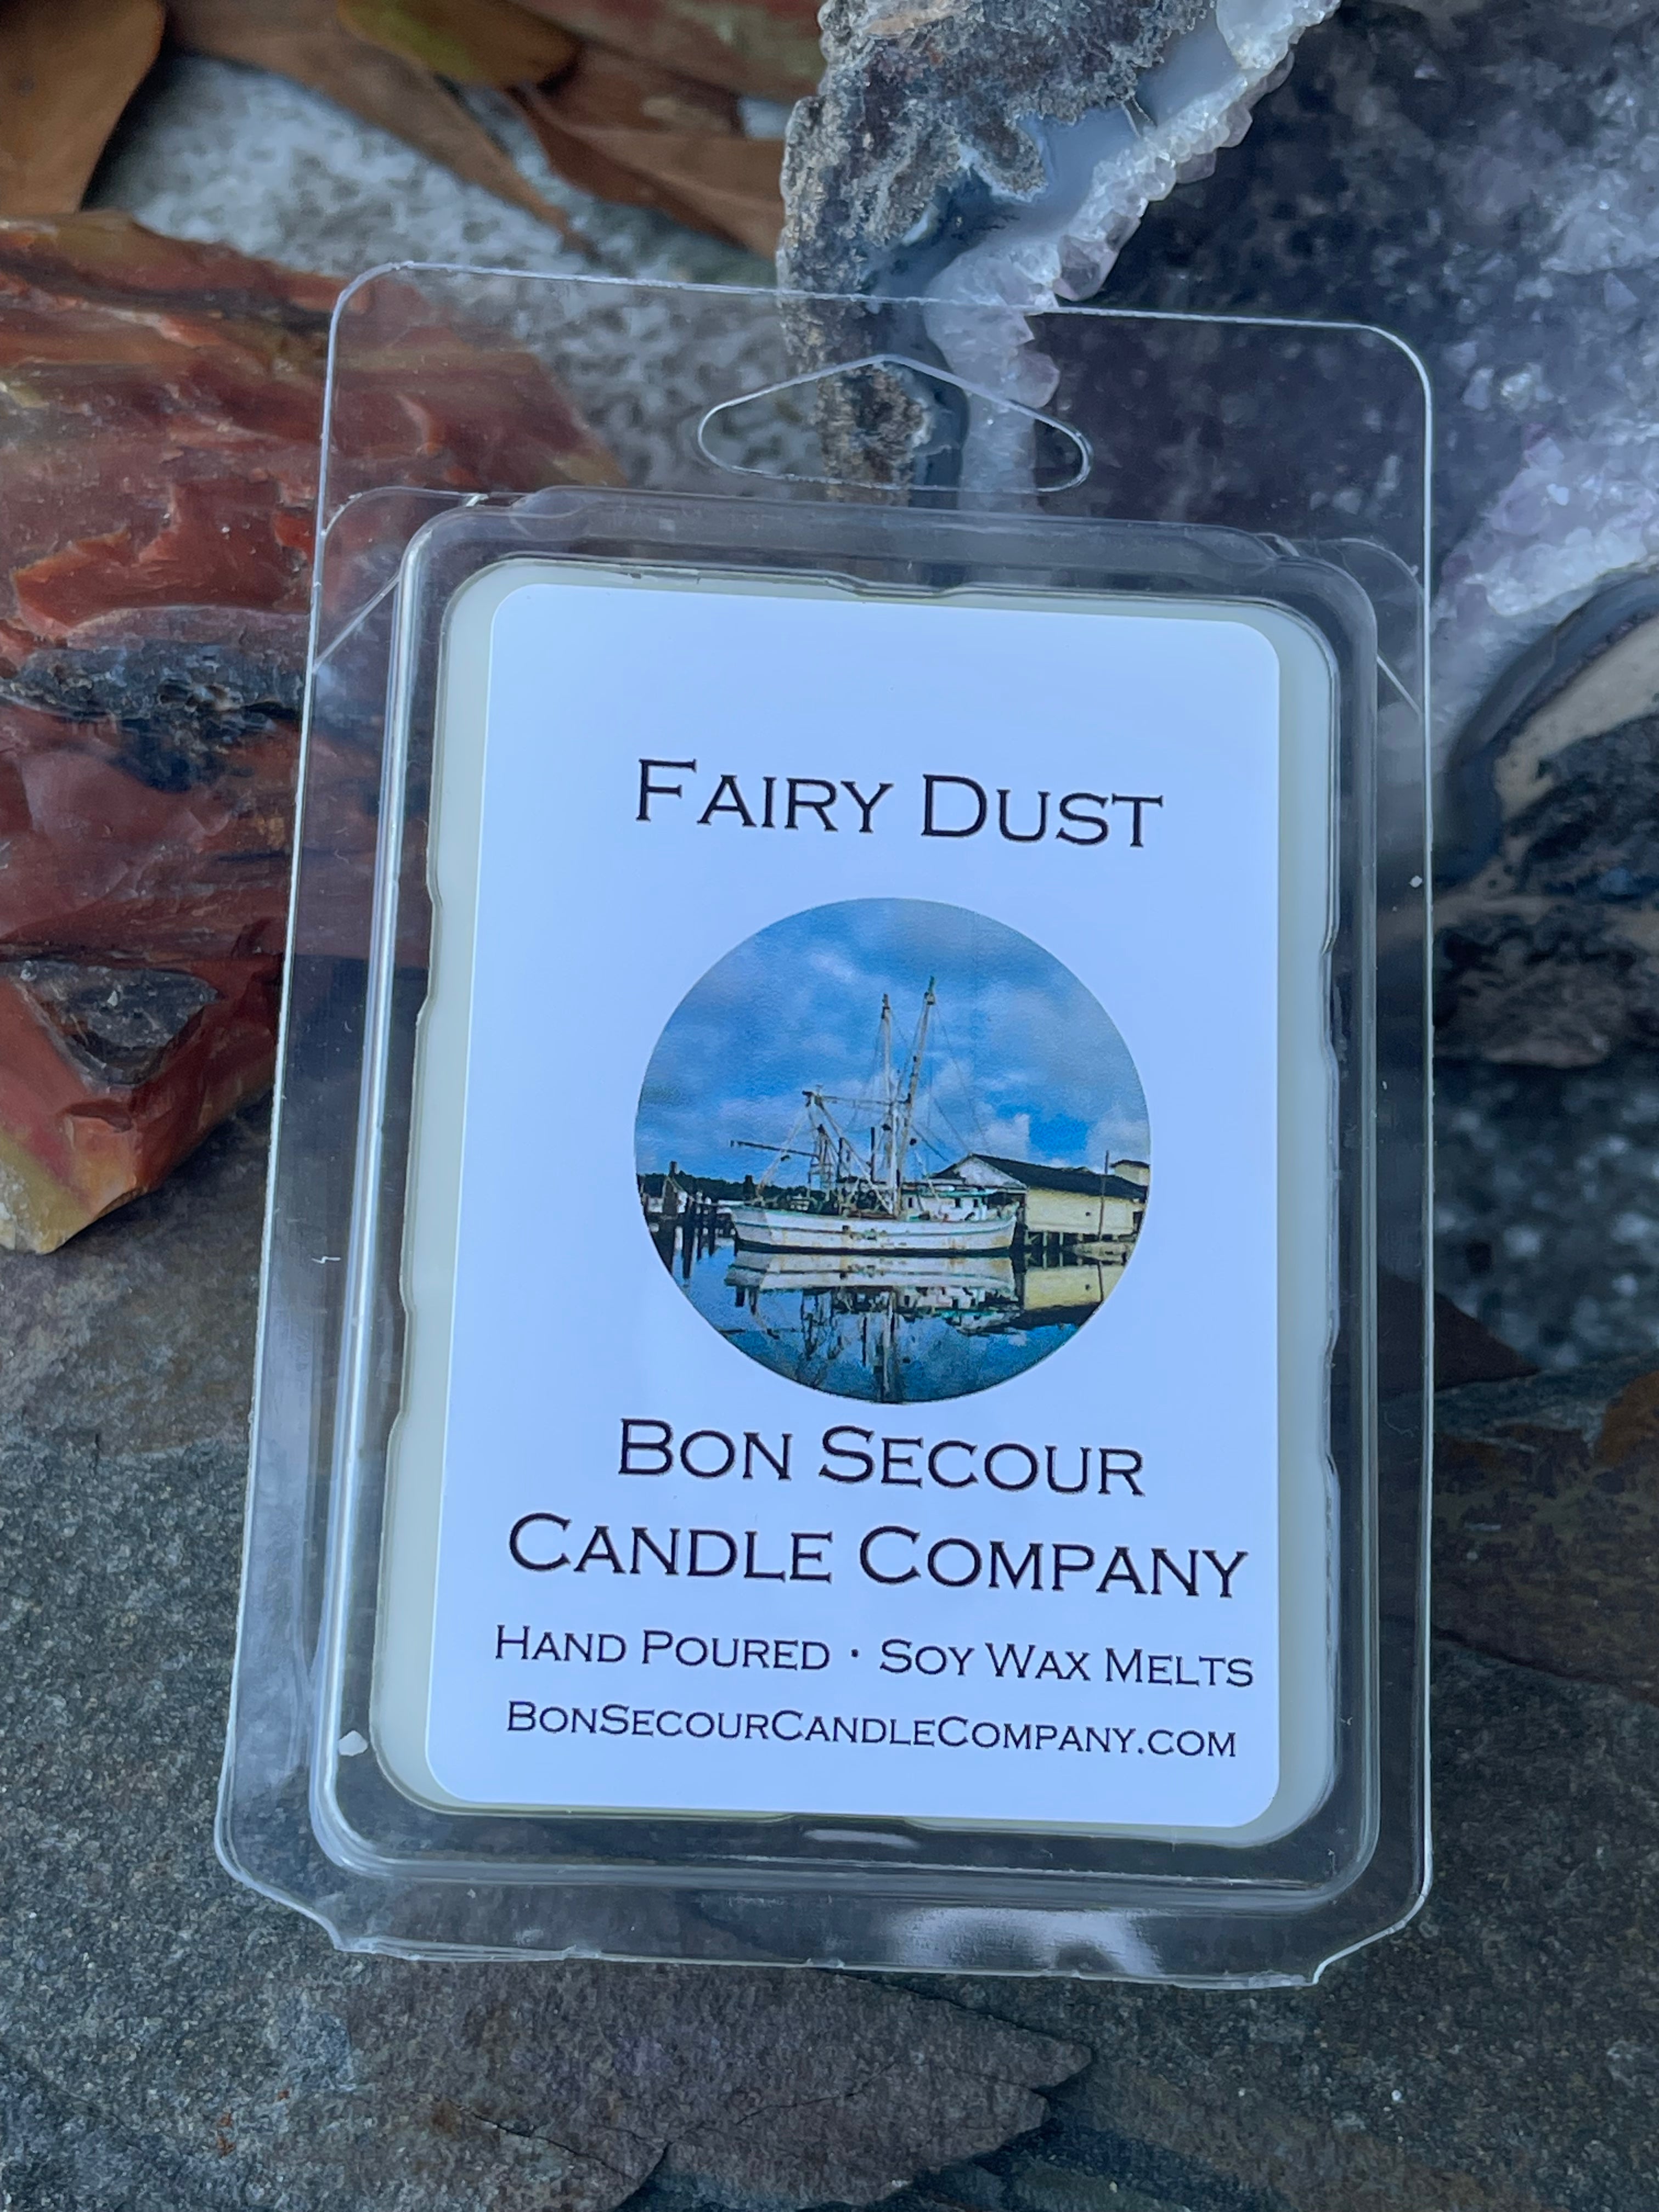 Fairy Dust
Bon Secour
Candle Company
Hand Poured · Soy Wax Melts
BonSecourCandleCompany.com